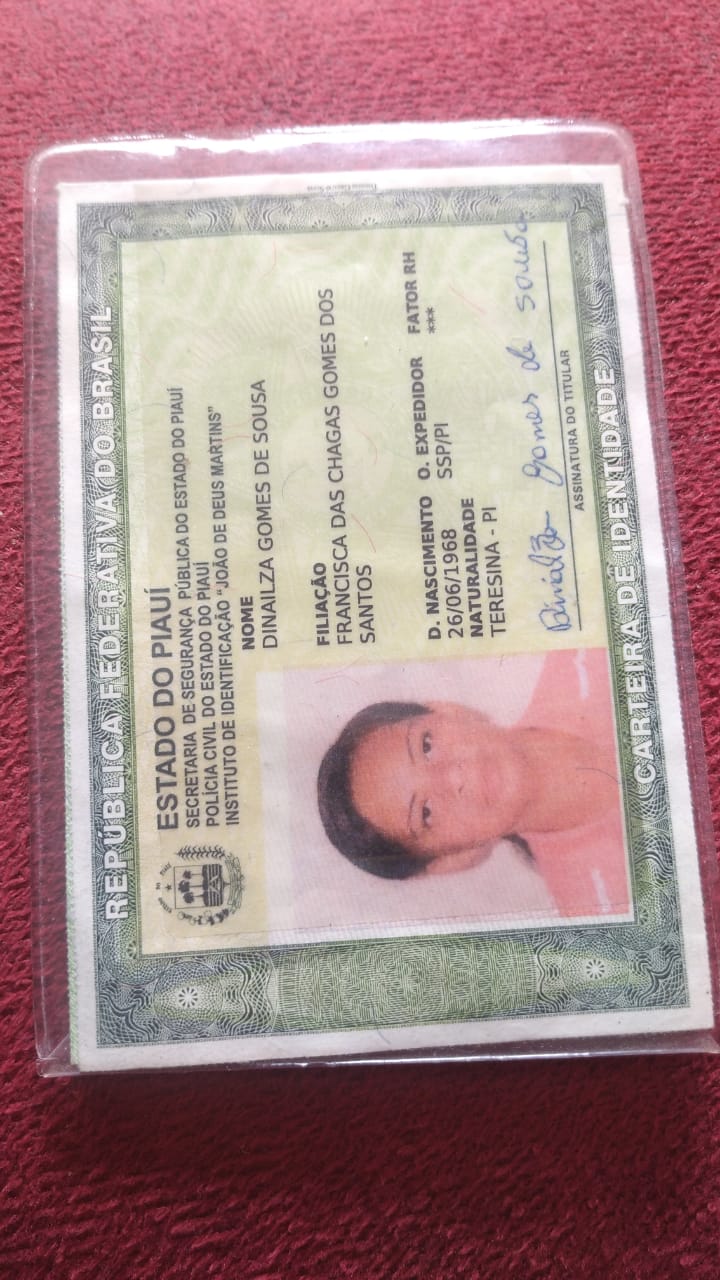 REPÚBLICA FEDERATIVA DO BRASIL
ESTADO DO PIAUÍ
SECRETARIA DE SEGURANÇA PÚBLICA DO ESTADO DO PIAUÍ
POLÍCIA CIVIL DO ESTADO DO PIAUÍ
INSTITUTO DE IDENTIFICAÇÃO "JOÃO DE DEUS MARTINS"
NOME
DINAILZA GOMES DE SOUSA
FILIAÇÃO
FRANCISCA DAS CHAGAS GOMES DOS
SANTOS
D. NASCIMENTO O. EXPEDIDOR FATOR RH
26/06/1968 SSP/PI ***
NATURALIDADE
TERESINA - PI
Gomes de Sousa
ASSINATURA DO TITULAR
CARTEIRA DE IDENTIDADE